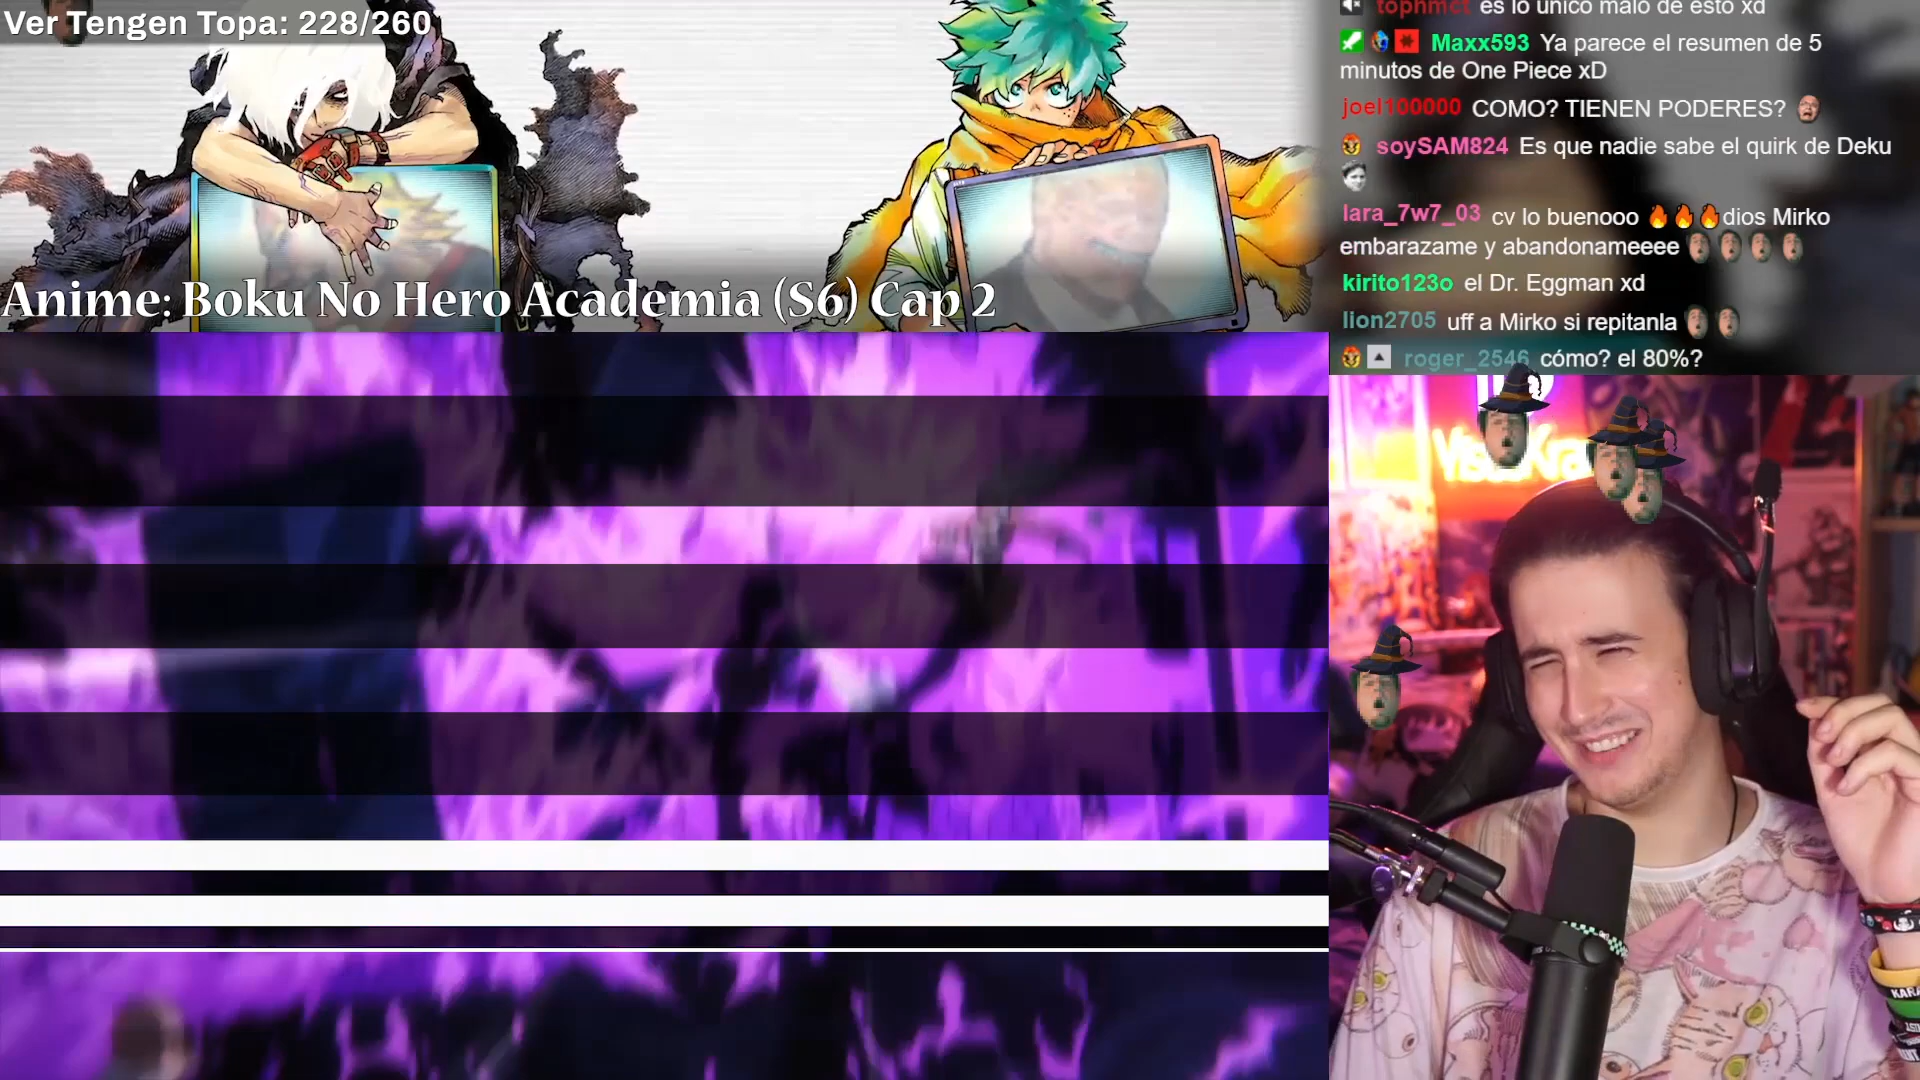 Ver Tengen Topa: 228/260
Anime: Boku No Hero Academia (S6) Cap 2
tophmct es lo unico malo de esto xd
Maxx593 Ya parece el resumen de 5
minutos de One Piece xD
joel100000 COMO? TIENEN PODERES?
soySAM824 Es que nadie sabe el quirk de Deku
lara_7w7_03 cv lo buenooo 🔥🔥🔥dios Mirko
embarazame y abandonameeee
kirito123o el Dr. Eggman xd
lion2705 uff a Mirko si repitanla
roger_2546 cómo? el 80%?